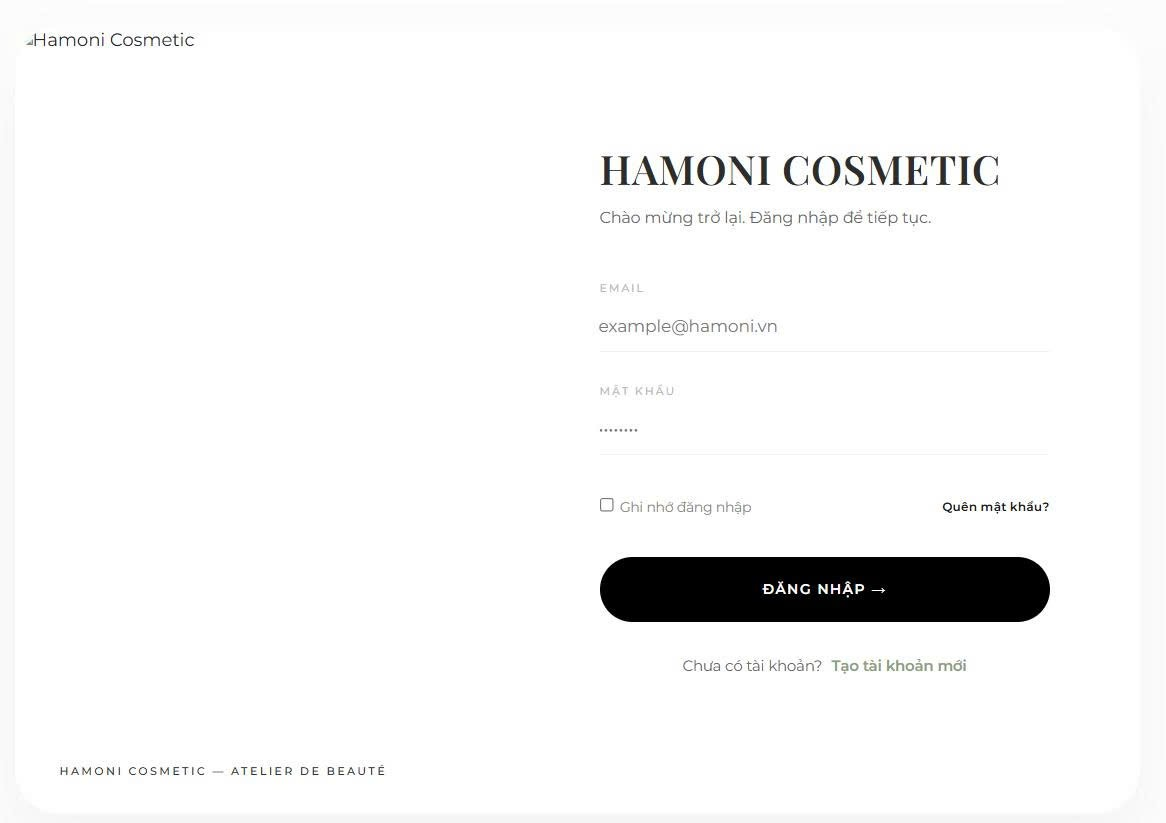 Hamoni Cosmetic
HAMONI COSMETIC
Chào mừng trở lại. Đăng nhập để tiếp tục.
EMAIL
example@hamoni.vn
MẬT KHẨU
••••••••
Ghi nhớ đăng nhập
Quên mật khẩu?
ĐĂNG NHẬP →
Chưa có tài khoản? Tạo tài khoản mới
HAMONI COSMETIC — ATELIER DE BEAUTÉ